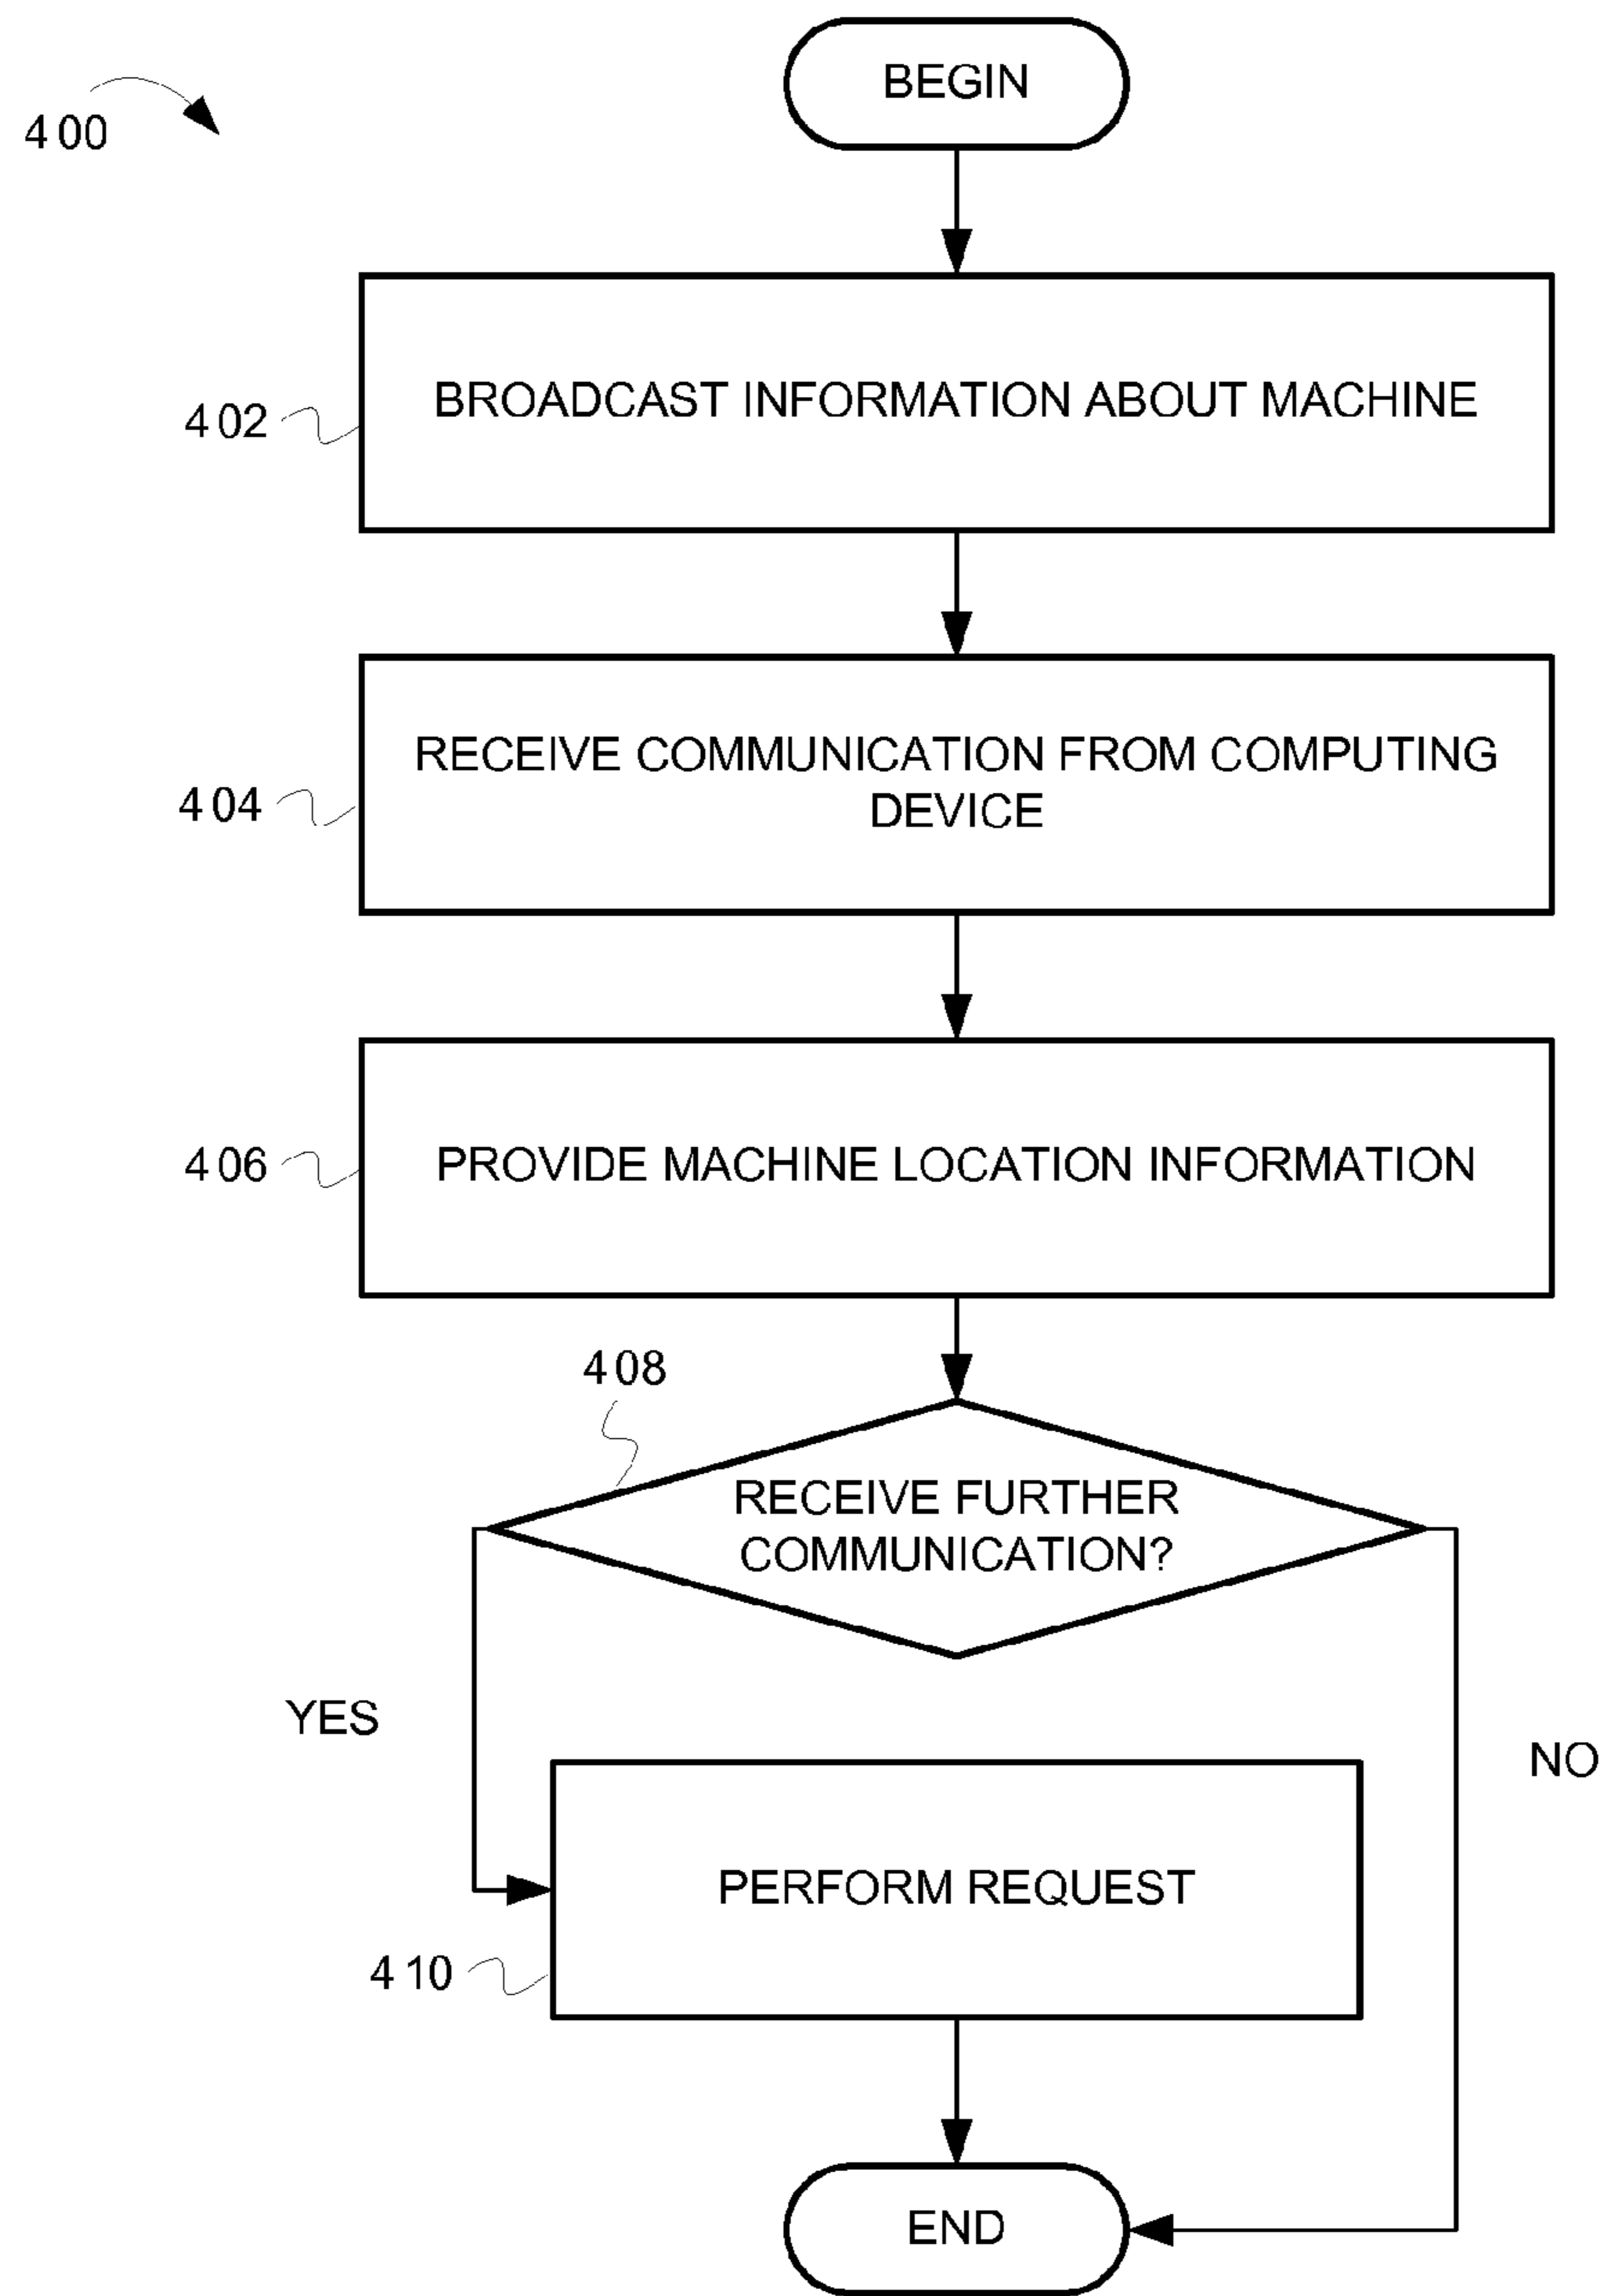 BEGIN
400
BROADCAST INFORMATION ABOUT MACHINE
402
RECEIVE COMMUNICATION FROM COMPUTING
DEVICE
404
PROVIDE MACHINE LOCATION INFORMATION
406
408
RECEIVE FURTHER
COMMUNICATION?
YES
NO
PERFORM REQUEST
410
END